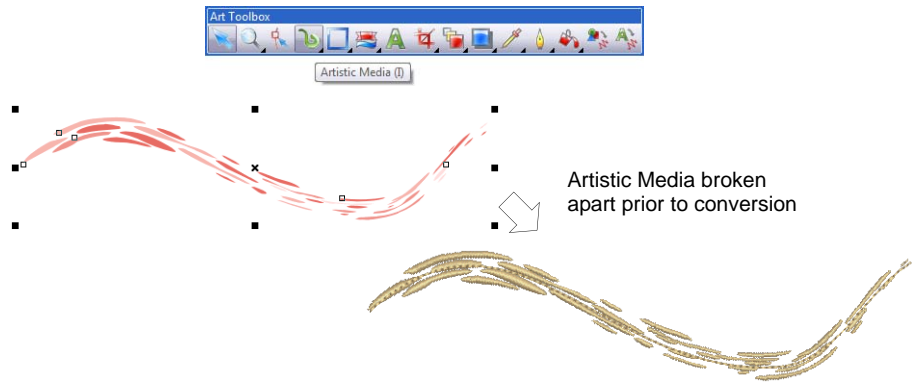 Art Toolbox
Artistic Media (I)
Artistic Media broken
apart prior to conversion